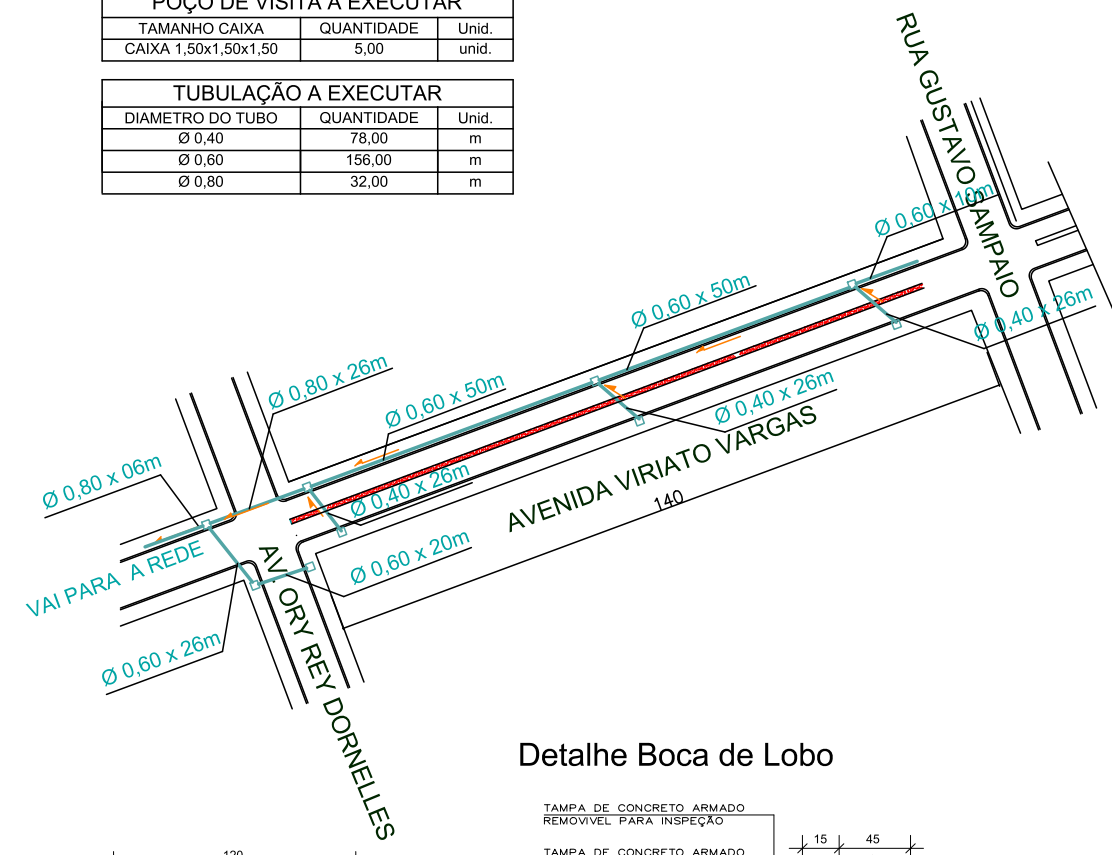 POÇO DE VISITA A EXECUTAR
TAMANHO CAIXA QUANTIDADE Unid.
CAIXA 1,50x1,50x1,50 5,00 unid.
TUBULAÇÃO A EXECUTAR
DIAMETRO DO TUBO QUANTIDADE Unid.
Ø 0,40 78,00 m
Ø 0,60 156,00 m
Ø 0,80 32,00 m
RUA GUSTAVO SAMPAIO
Ø 0,60 x 10m
Ø 0,60 x 50m
Ø 0,40 x 26m
Ø 0,80 x 26m
Ø 0,60 x 50m
Ø 0,40 x 26m
AVENIDA VIRIATO VARGAS
Ø 0,80 x 06m
Ø 0,40 x 26m
140
VAI PARA A REDE
Ø 0,60 x 20m
Ø 0,60 x 26m
AV. ORY REY DORNELLES
Detalhe Boca de Lobo
TAMPA DE CONCRETO ARMADO
REMOVIVEL PARA INSPEÇÃO
15 45
TAMPA DE CONCRETO ARMADO
120